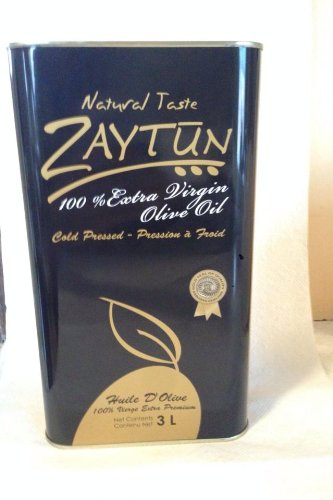 Natural Taste
ZAYTŪN
100 % Extra Virgin
Olive Oil
Cold Pressed - Pression à Froid
Huile D'Olive
100% Vierge Extra Premium
Net Contents
Contenu Net
3 L